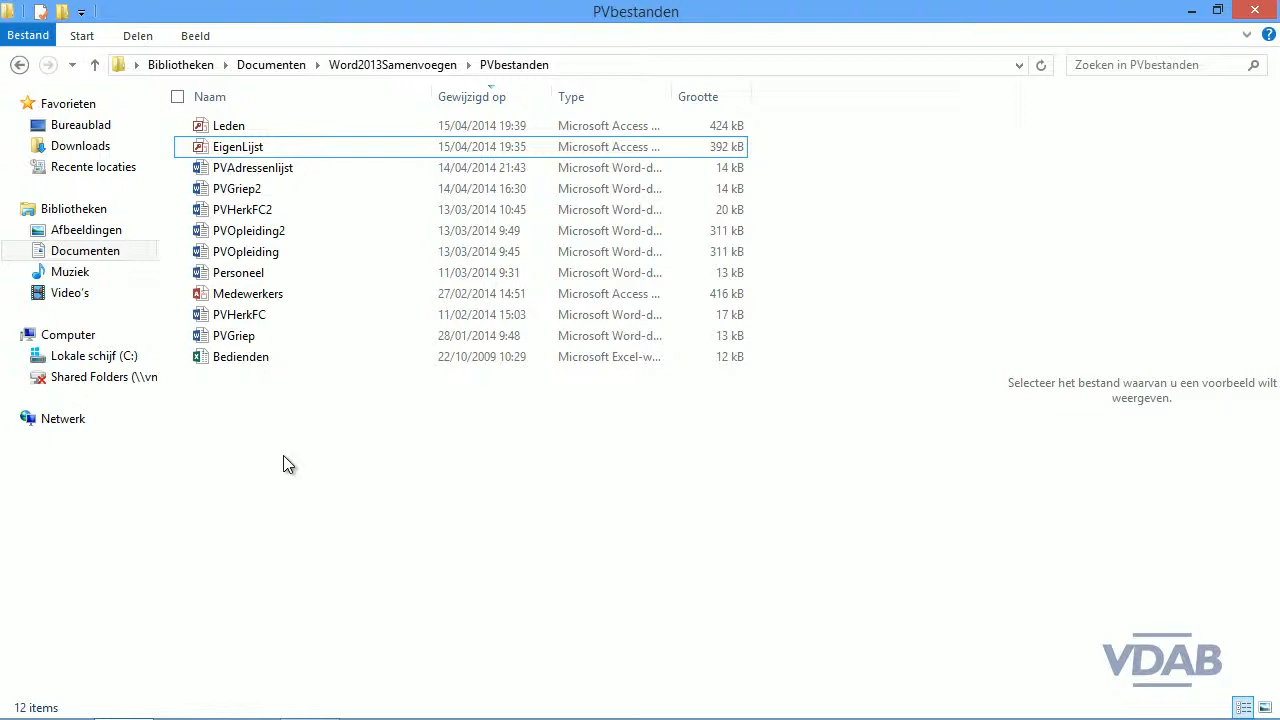 PVbestanden
Bestand Start Delen Beeld
Bibliotheken Documenten Word2013Samenvoegen PVbestanden Zoeken in PVbestanden
Naam Gewijzigd op Type Grootte
Favorieten
Bureaublad
Downloads
Recente locaties
Bibliotheken
Afbeeldingen
Documenten
Muziek
Video's
Computer
Lokale schijf (C:)
Shared Folders (\\vn
Netwerk
Leden 15/04/2014 19:39 Microsoft Access ... 424 kB
EigenLijst 15/04/2014 19:35 Microsoft Access ... 392 kB
PVAdressenlijst 14/04/2014 21:43 Microsoft Word-d... 14 kB
PVGriep2 14/04/2014 16:30 Microsoft Word-d... 14 kB
PVHerkFC2 13/03/2014 10:45 Microsoft Word-d... 20 kB
PVOpleiding2 13/03/2014 9:49 Microsoft Word-d... 311 kB
PVOpleiding 13/03/2014 9:45 Microsoft Word-d... 311 kB
Personeel 11/03/2014 9:31 Microsoft Word-d... 13 kB
Medewerkers 27/02/2014 14:51 Microsoft Access ... 416 kB
PVHerkFC 11/02/2014 15:03 Microsoft Word-d... 17 kB
PVGriep 28/01/2014 9:48 Microsoft Word-d... 13 kB
Bedienden 22/10/2009 10:29 Microsoft Excel-w... 12 kB
Selecteer het bestand waarvan u een voorbeeld wilt
weergeven.
VDAB
12 items